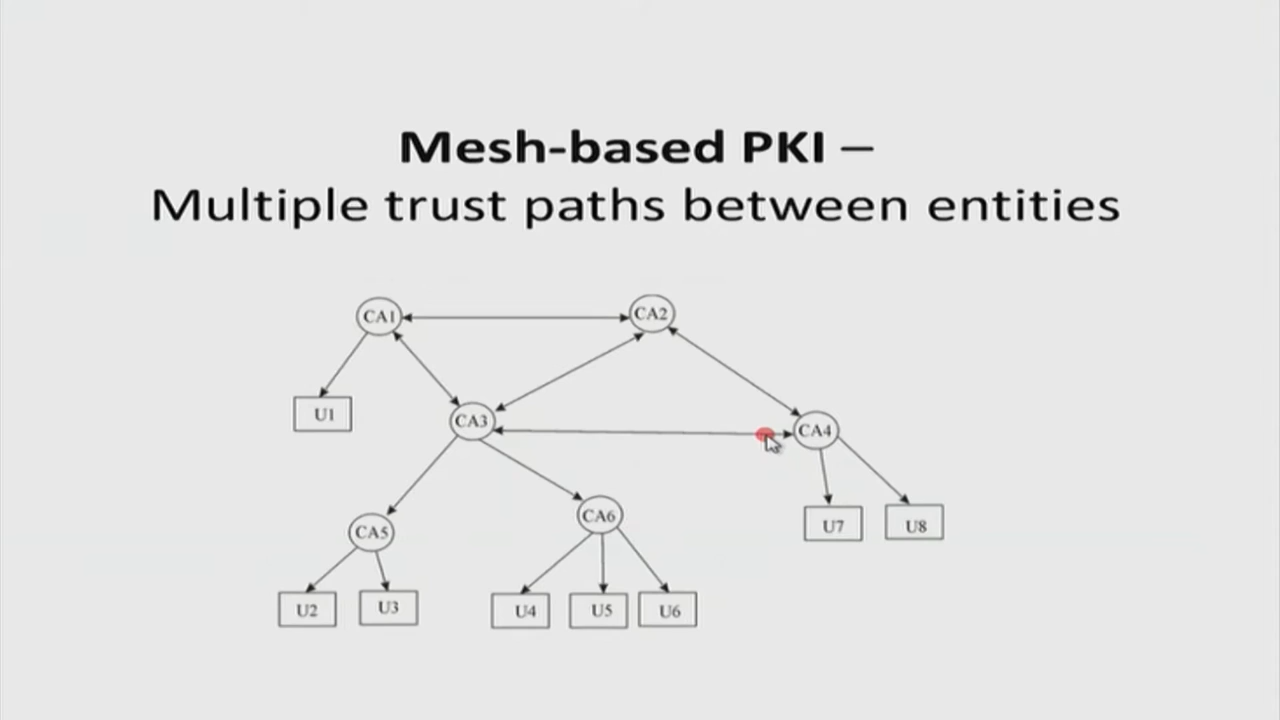 Mesh-based PKI –
Multiple trust paths between entities
CA1
CA2
U1
CA3
CA4
CA5
CA6
U7
U8
U2
U3
U4
U5
U6